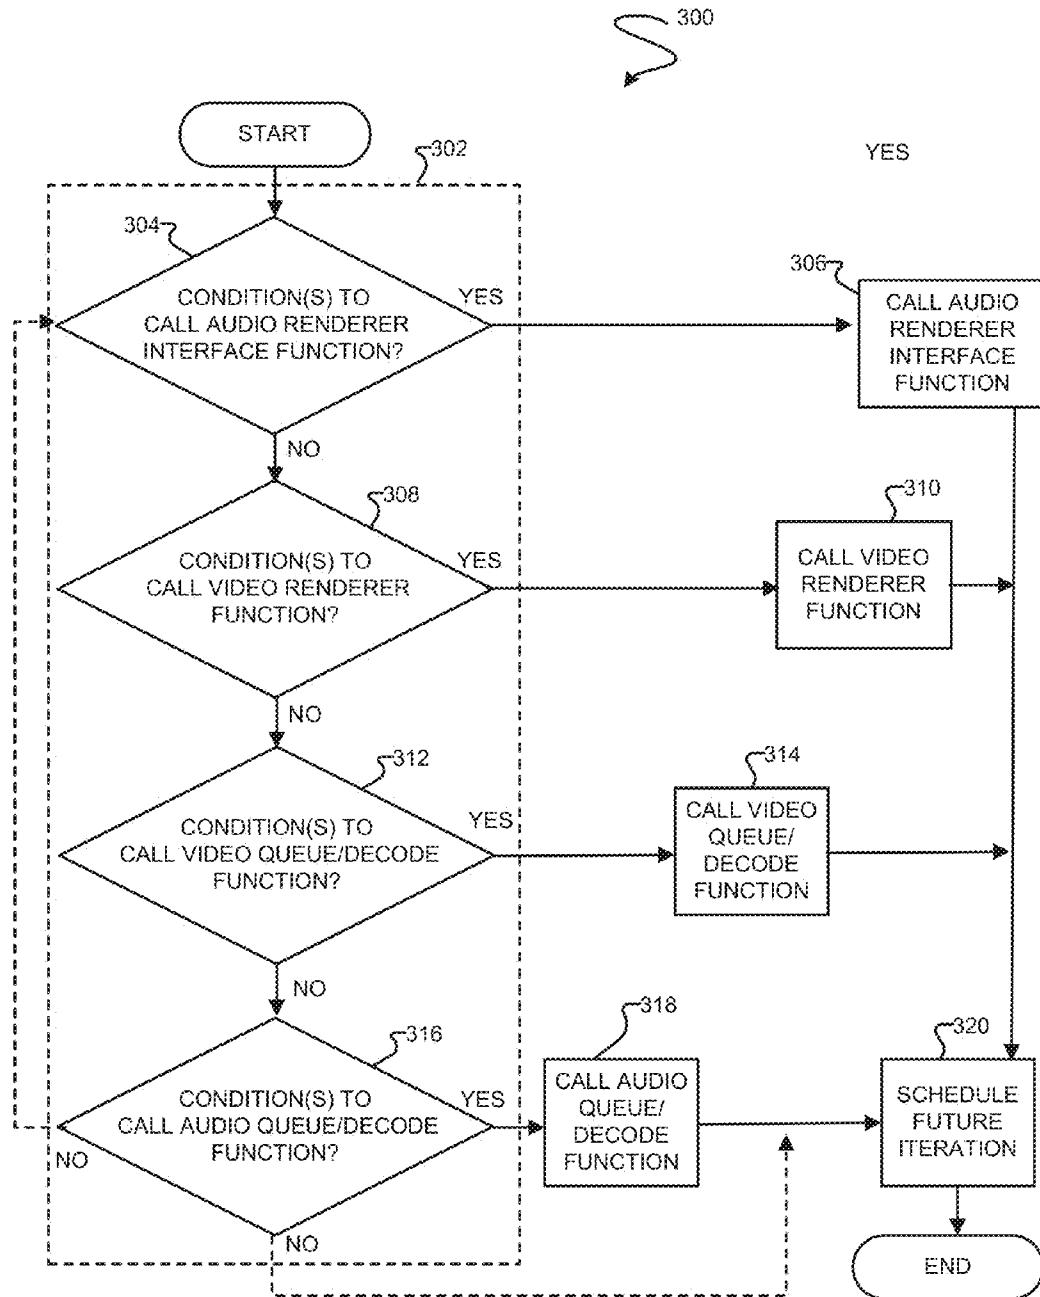 300
START
302
YES
304
CONDITION(S) TO
CALL AUDIO RENDERER
INTERFACE FUNCTION?
YES
306
CALL AUDIO
RENDERER
INTERFACE
FUNCTION
NO
308
CONDITION(S) TO
CALL VIDEO RENDERER
FUNCTION?
YES
310
CALL VIDEO
RENDERER
FUNCTION
NO
312
CONDITION(S) TO
CALL VIDEO QUEUE/DECODE
FUNCTION?
YES
314
CALL VIDEO
QUEUE/
DECODE
FUNCTION
NO
316
CONDITION(S) TO
CALL AUDIO QUEUE/DECODE
FUNCTION?
YES
318
CALL AUDIO
QUEUE/
DECODE
FUNCTION
320
SCHEDULE
FUTURE
ITERATION
NO
NO
END